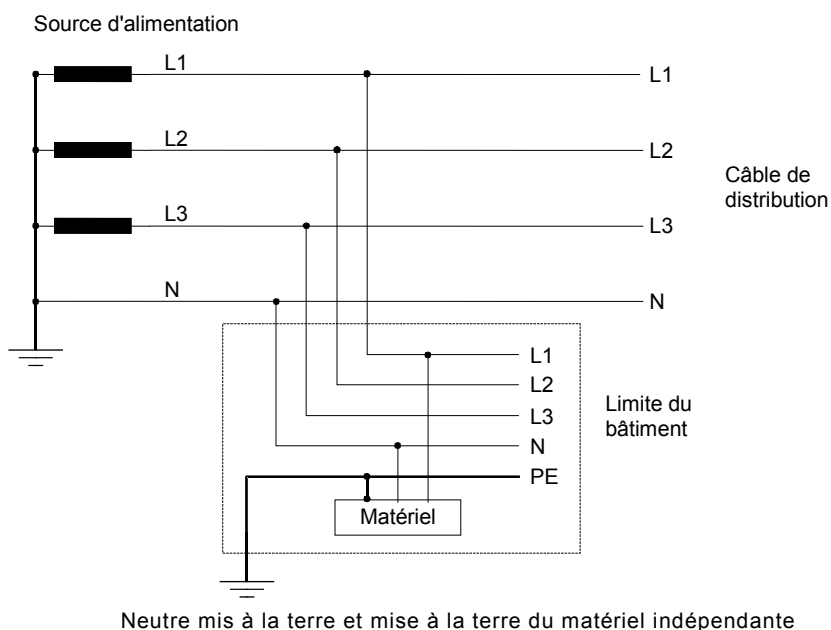 Source d'alimentation
L1
L1
L2
L2
Câble de
distribution
L3
L3
N
N
L1
L2
L3
N
PE
Limite du
bâtiment
Matériel
Neutre mis à la terre et mise à la terre du matériel indépendante